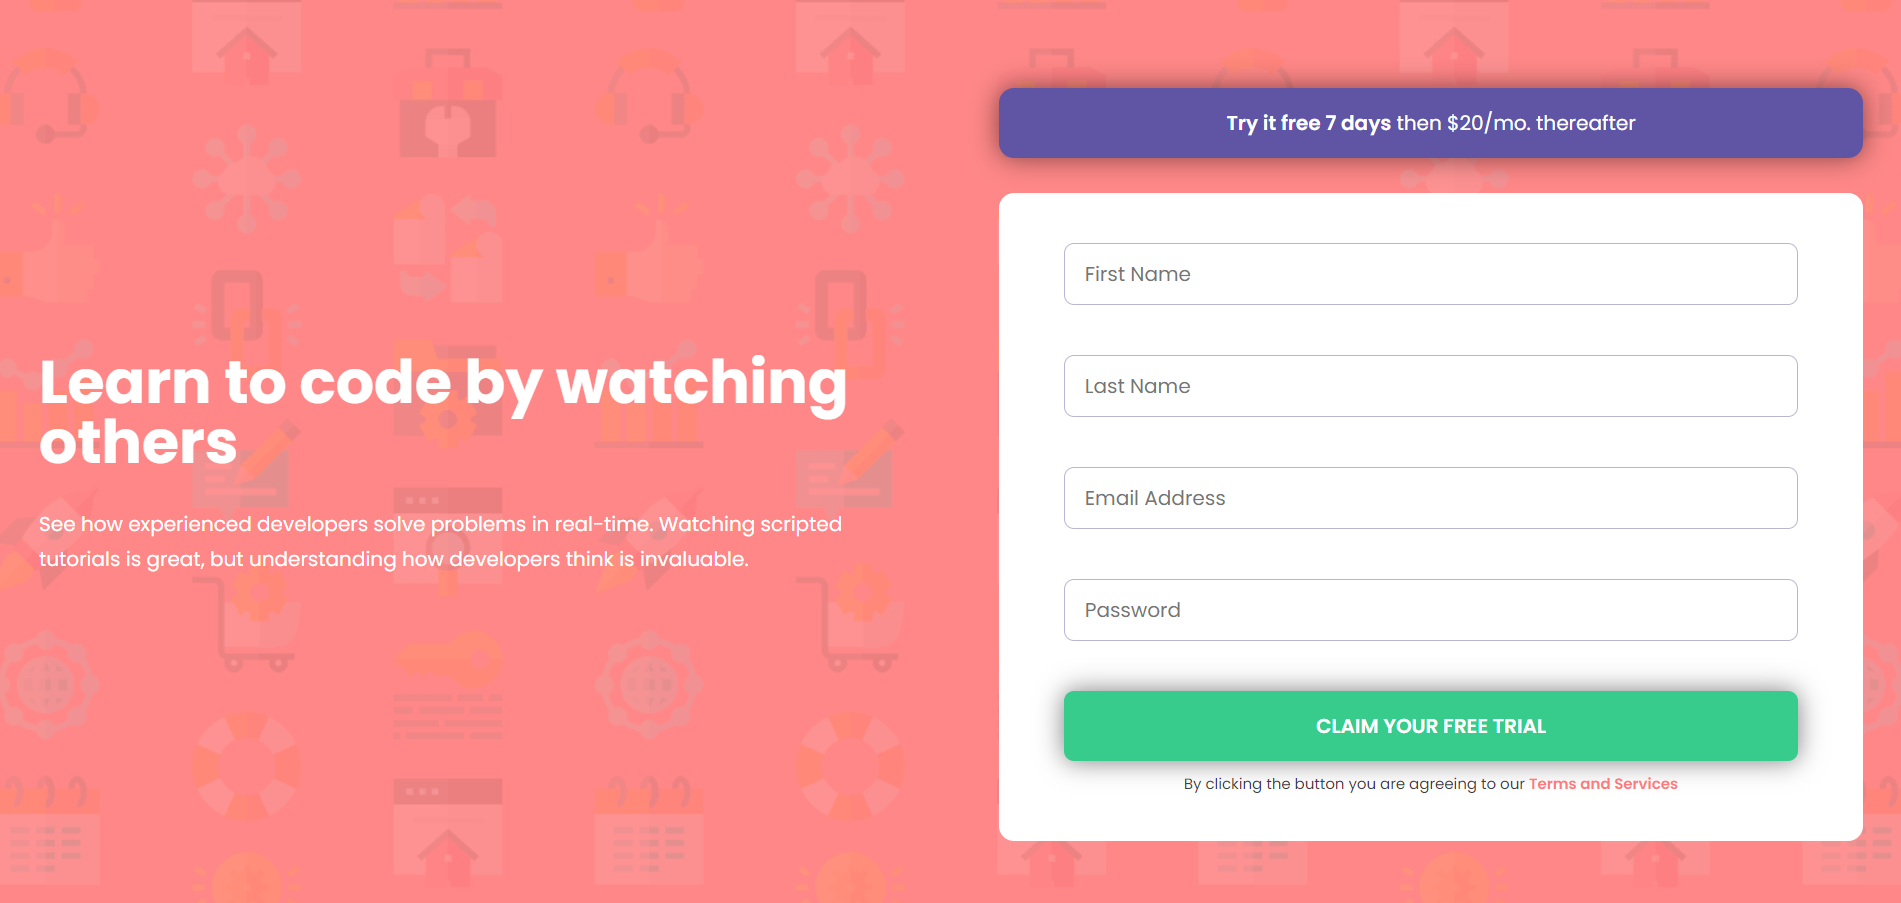 Learn to code by watching
others
See how experienced developers solve problems in real-time. Watching scripted
tutorials is great, but understanding how developers think is invaluable.
Try it free 7 days then $20/mo. thereafter
First Name
Last Name
Email Address
Password
CLAIM YOUR FREE TRIAL
By clicking the button you are agreeing to our Terms and Services